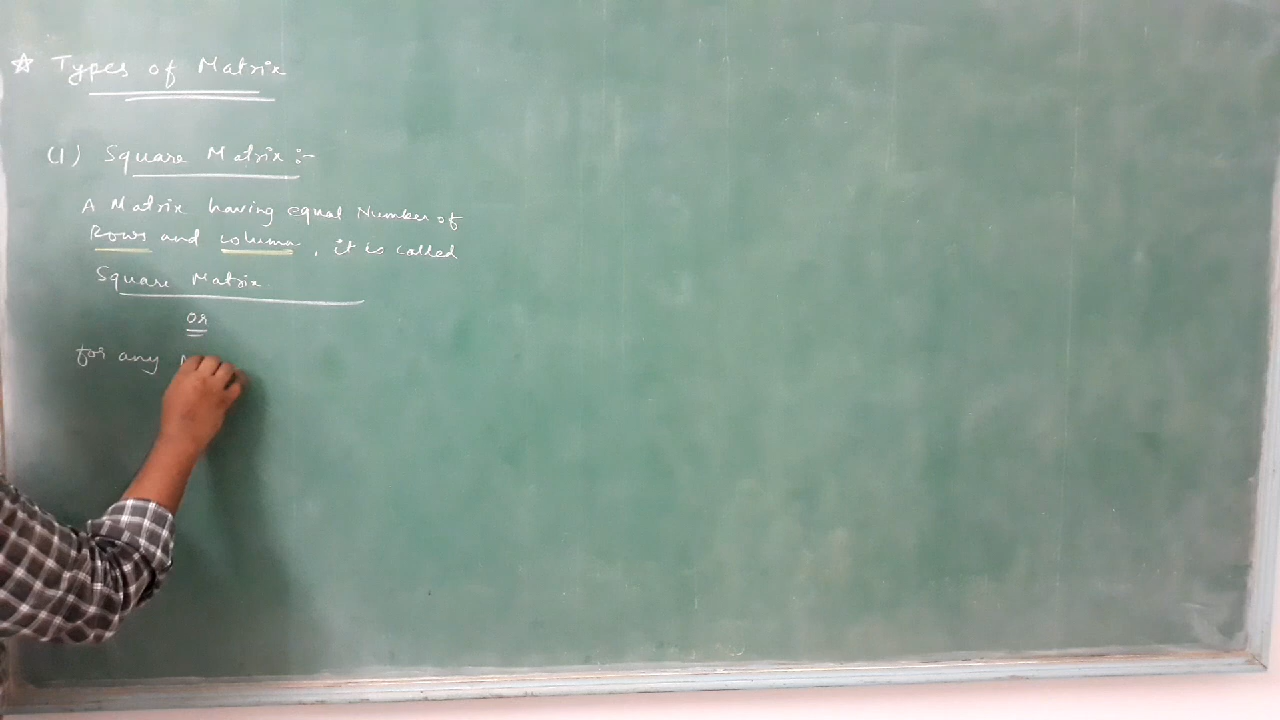 ☆ Types of Matrix
(1) Square Matrix :-
A Matrix having equal Number of
Rows and column, it is called
Square Matrix.
or
for any